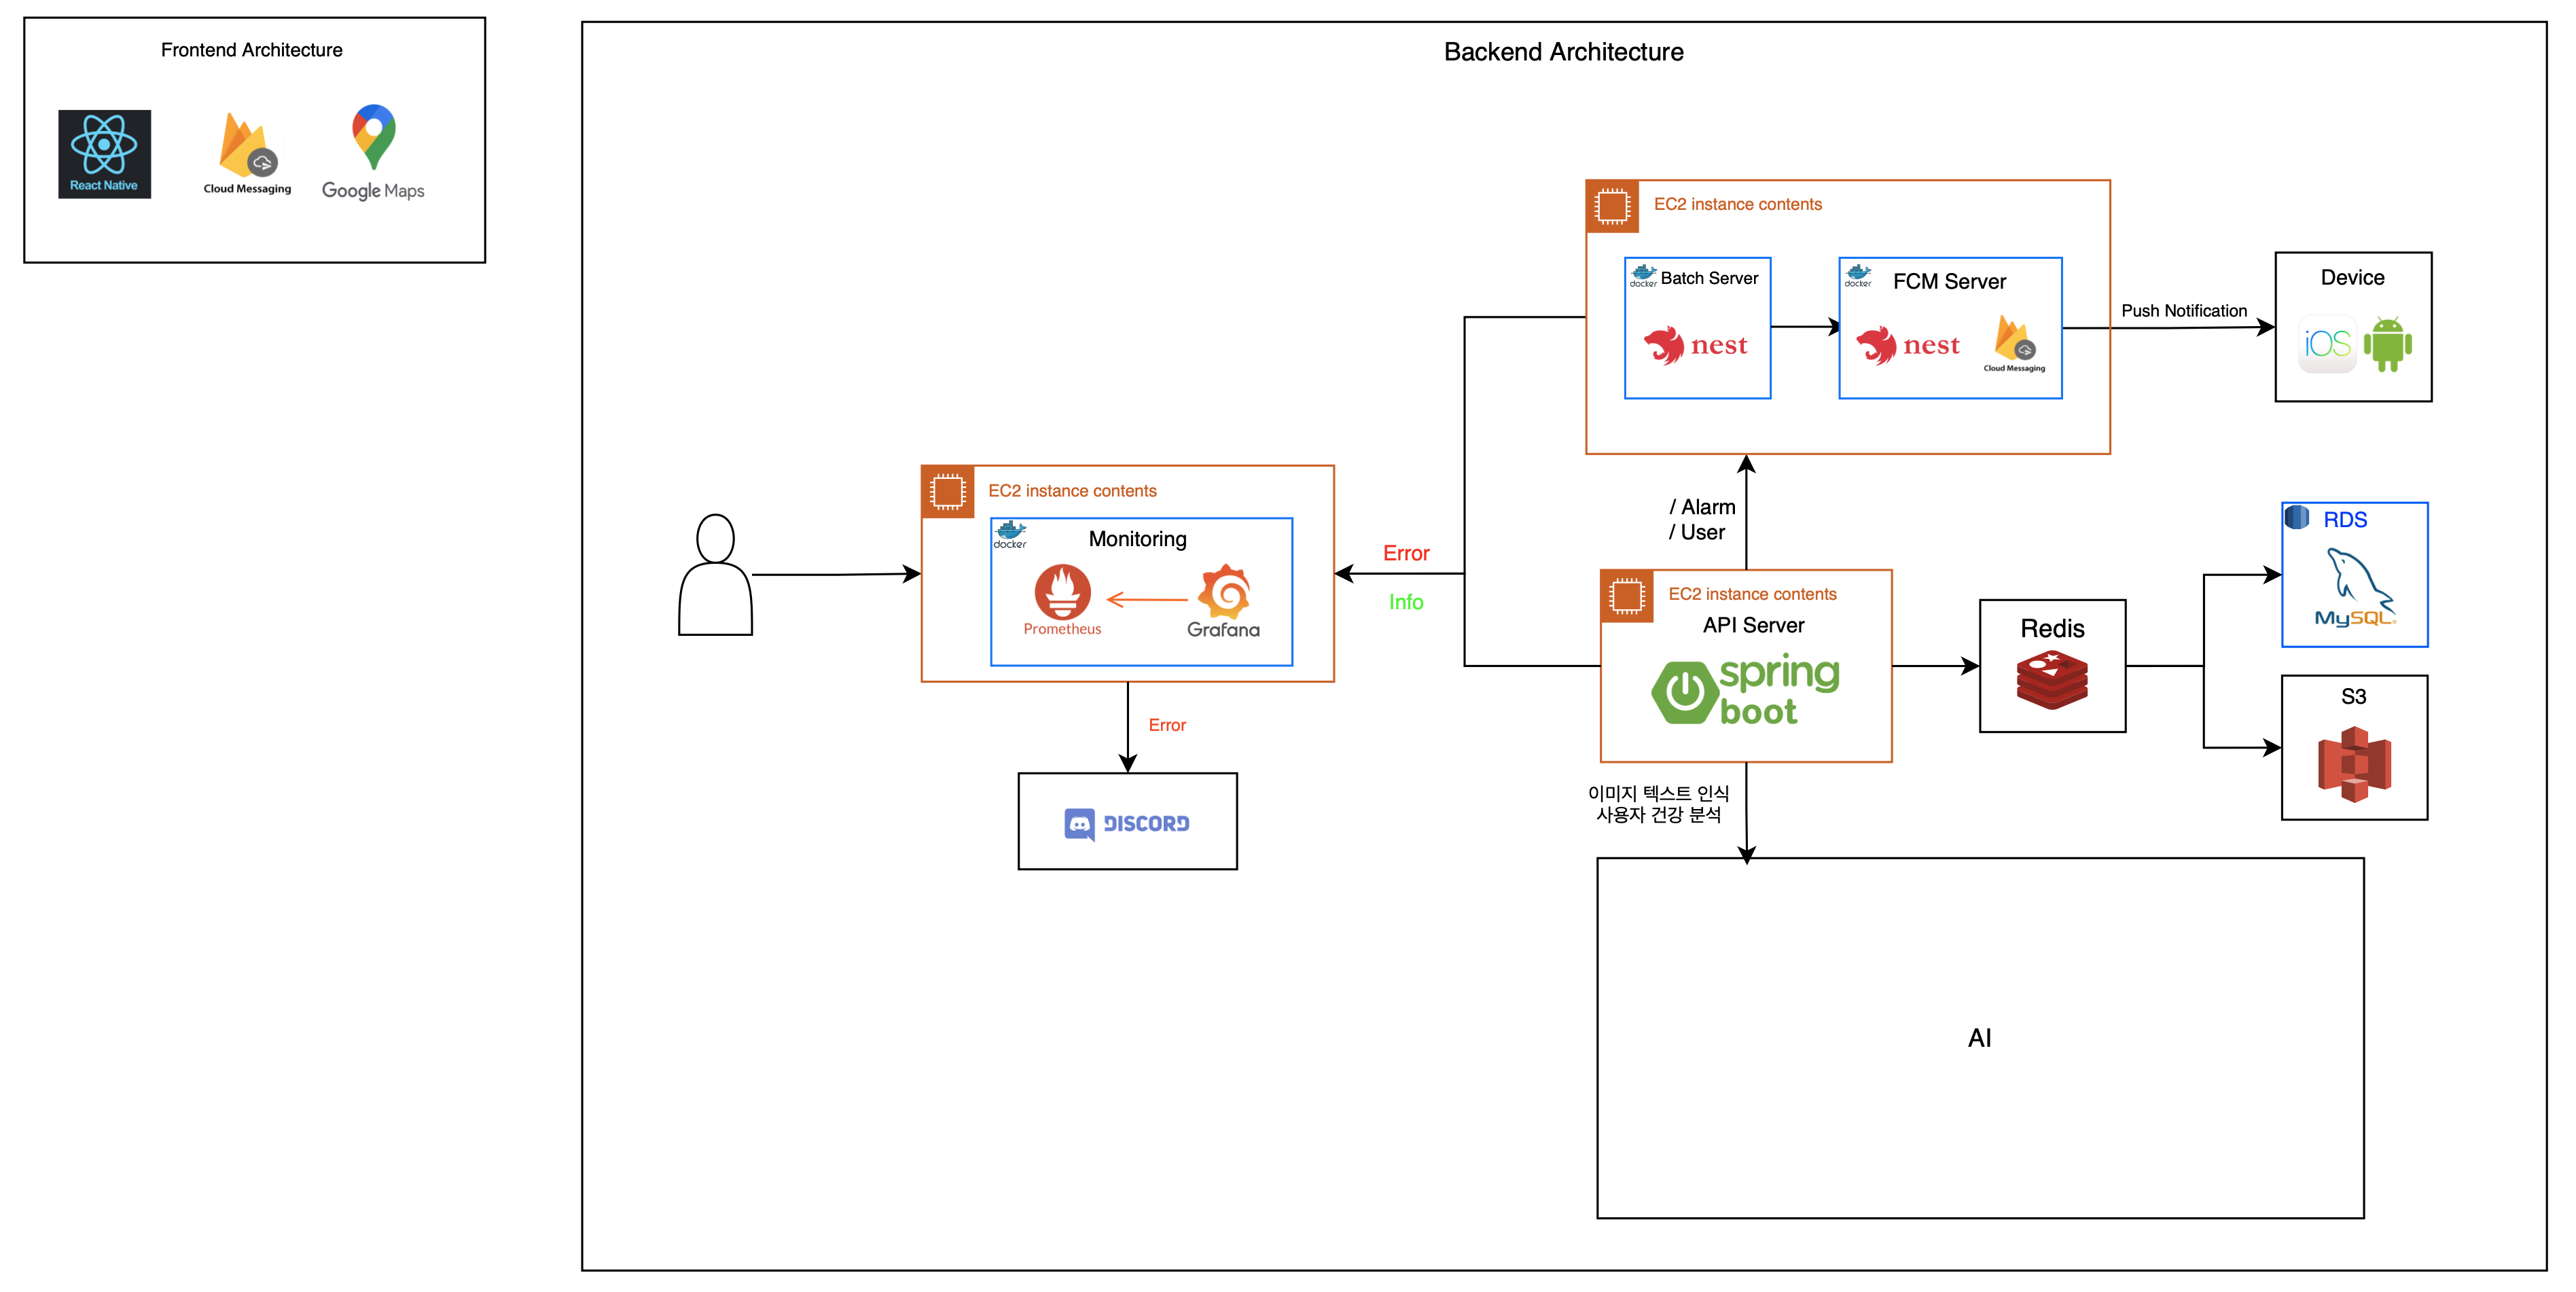 Frontend Architecture
React Native
Cloud Messaging
Google Maps
Backend Architecture
EC2 instance contents
docker
Batch Server
nest
docker
FCM Server
nest
Cloud Messaging
Push Notification
Device
iOS
/ Alarm
/ User
EC2 instance contents
docker
Monitoring
Prometheus
Grafana
Error
Info
Error
DISCORD
EC2 instance contents
API Server
spring
boot
Redis
RDS
MySQL
S3
이미지 텍스트 인식
사용자 건강 분석
AI